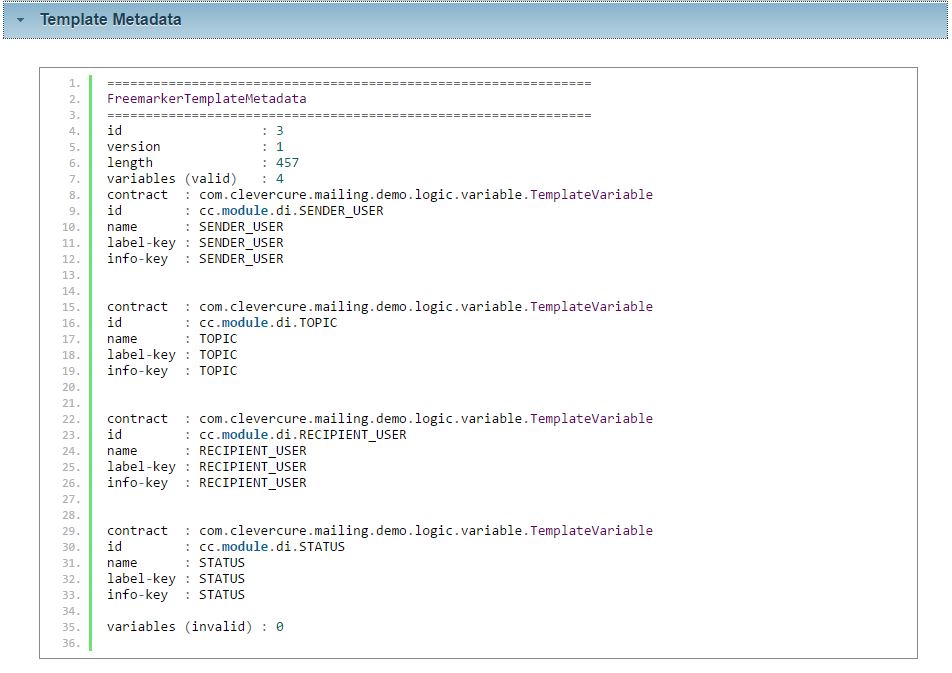 Template Metadata
1. ===============================================================
2. FreemarkerTemplateMetadata
3. ===============================================================
4. id                  : 3
5. version             : 1
6. length              : 457
7. variables (valid)   : 4
8. contract  : com.clevercure.mailing.demo.logic.variable.TemplateVariable
9. id        : cc.module.di.SENDER_USER
10. name      : SENDER_USER
11. label-key : SENDER_USER
12. info-key  : SENDER_USER
13.
14.
15. contract  : com.clevercure.mailing.demo.logic.variable.TemplateVariable
16. id        : cc.module.di.TOPIC
17. name      : TOPIC
18. label-key : TOPIC
19. info-key  : TOPIC
20.
21.
22. contract  : com.clevercure.mailing.demo.logic.variable.TemplateVariable
23. id        : cc.module.di.RECIPIENT_USER
24. name      : RECIPIENT_USER
25. label-key : RECIPIENT_USER
26. info-key  : RECIPIENT_USER
27.
28.
29. contract  : com.clevercure.mailing.demo.logic.variable.TemplateVariable
30. id        : cc.module.di.STATUS
31. name      : STATUS
32. label-key : STATUS
33. info-key  : STATUS
34.
35. variables (invalid) : 0
36.